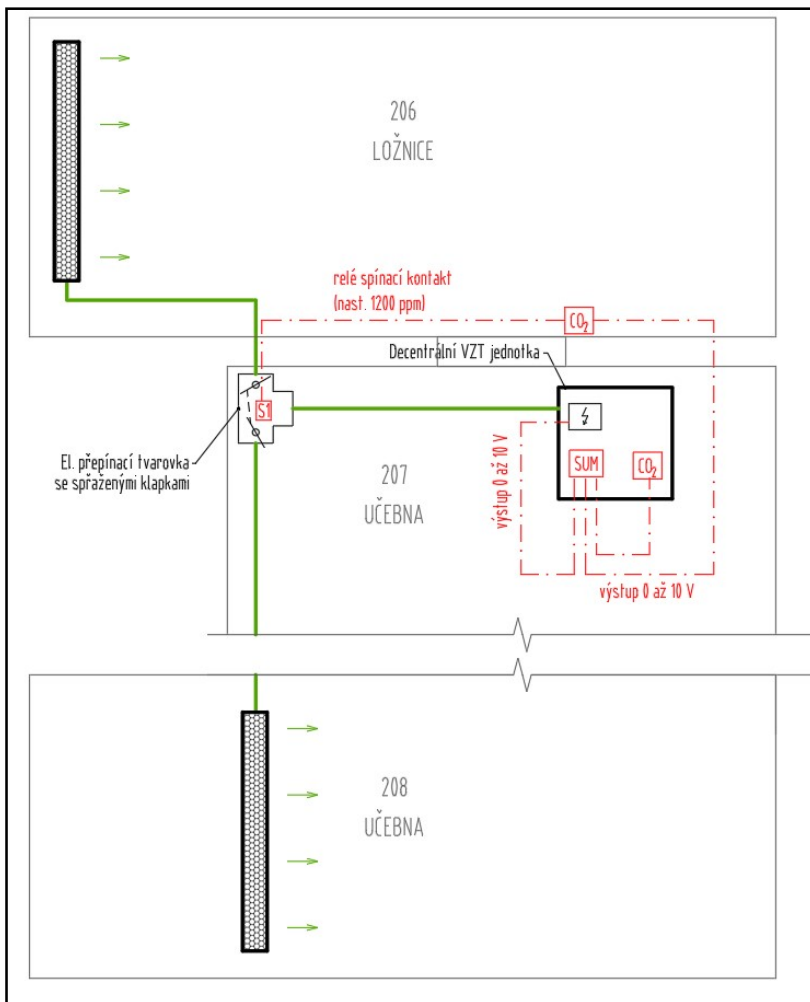 206
LOŽNICE
relé spínací kontakt
(nast. 1200 ppm)
CO₂
Decentrální VZT jednotka
S1
El. přepínací tvarovka
se spřaženými klapkami
207
UČEBNA
výstup 0 až 10 V
SUM
CO₂
výstup 0 až 10 V
208
UČEBNA